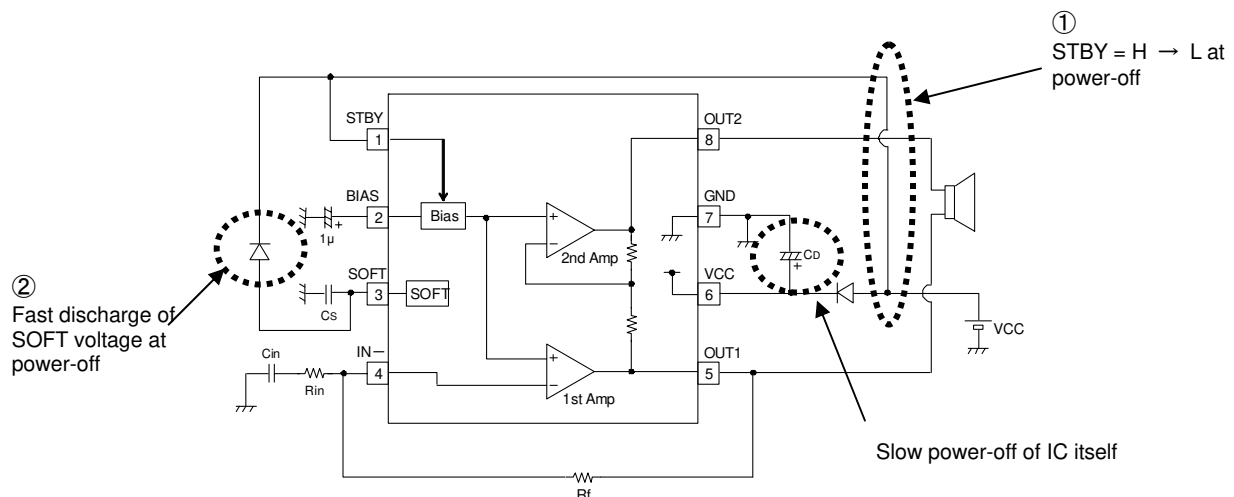 ①
STBY = H → L at
power-off
STBY
1
OUT2
8
BIAS
2
1µ
+
Bias
+
−
2nd Amp
GND
7
CD
+
②
Fast discharge of
SOFT voltage at
power-off
SOFT
3
SOFT
Cs
VCC
6
VCC
Cin
Rin
IN−
4
+
−
1st Amp
OUT1
5
Slow power-off of IC itself
Rf